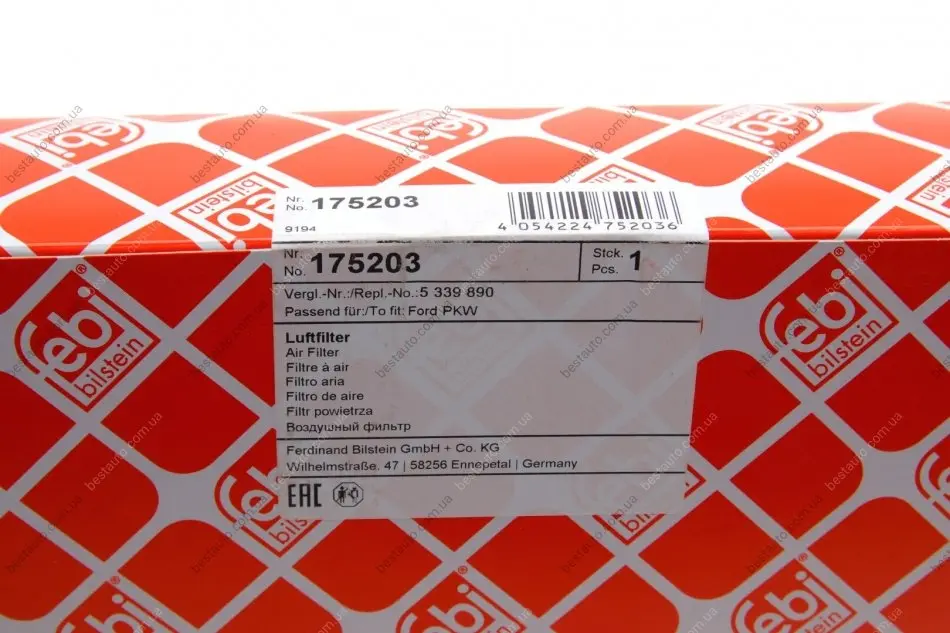 Nr.
No. 175203
9194
4 054224 752036
Nr.
No. 175203
Stck.
Pcs. 1
Vergl.-Nr.:/Repl.-No.:5 339 890
Passend für:/To fit: Ford PKW
Luftfilter
Air Filter
Filtre à air
Filtro aria
Filtro de aire
Filtr powietrza
Воздушный фильтр
Ferdinand Bilstein GmbH + Co. KG
Wilhelmstraße. 47 | 58256 Ennepetal | Germany
EAC
febi®
bilstein
bestauto.com.ua